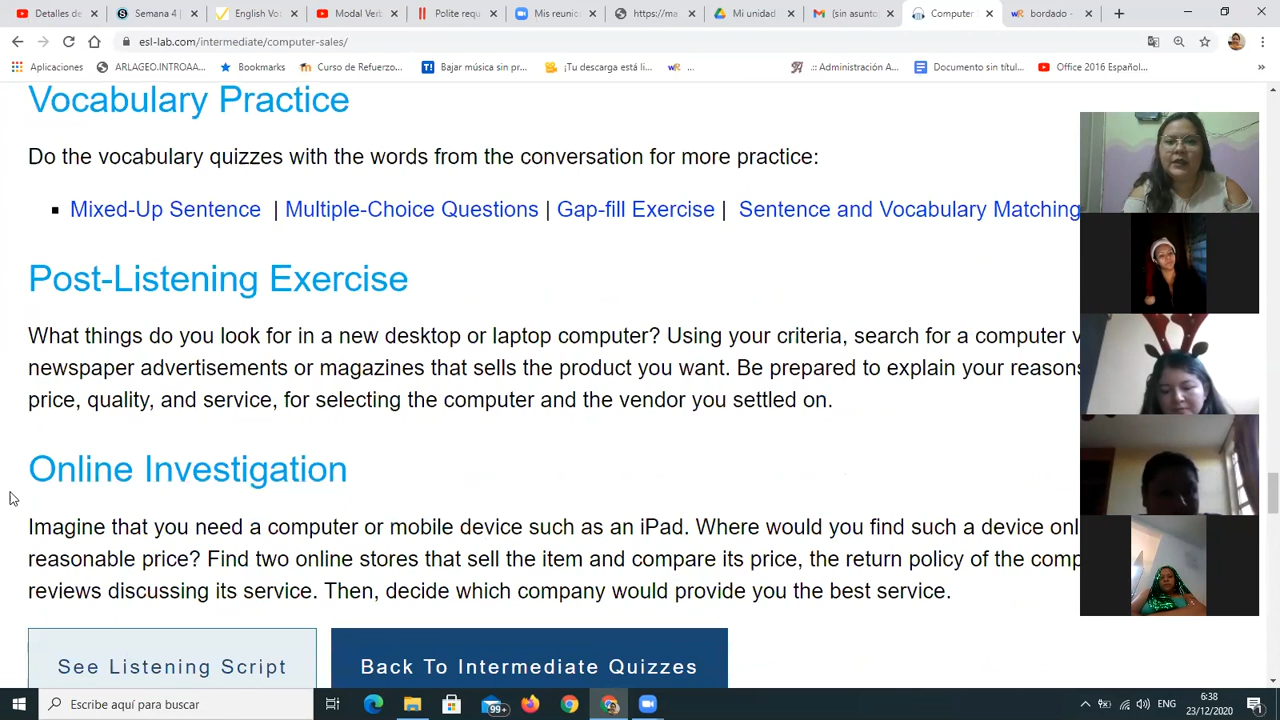 Detalles de
Semana 4 |
English Vo
Modal Verb
Polite requ
Mis reunio
https://ma
Mi unidad
(sin asunto
Computer
bordado -
esl-lab.com/intermediate/computer-sales/
Aplicaciones
ARLAGEO.INTROAA...
Bookmarks
Curso de Refuerzo...
Bajar música sin pr...
¡Tu descarga está li...
...
.:: Administración A...
Documento sin títul...
Office 2016 Español...
Vocabulary Practice
Do the vocabulary quizzes with the words from the conversation for more practice:
Mixed-Up Sentence | Multiple-Choice Questions | Gap-fill Exercise | Sentence and Vocabulary Matching
Post-Listening Exercise
What things do you look for in a new desktop or laptop computer? Using your criteria, search for a computer v
newspaper advertisements or magazines that sells the product you want. Be prepared to explain your reasons
price, quality, and service, for selecting the computer and the vendor you settled on.
Online Investigation
Imagine that you need a computer or mobile device such as an iPad. Where would you find such a device onl
reasonable price? Find two online stores that sell the item and compare its price, the return policy of the comp
reviews discussing its service. Then, decide which company would provide you the best service.
See Listening Script
Back To Intermediate Quizzes
Escribe aquí para buscar
99+
ENG
6:38
23/12/2020